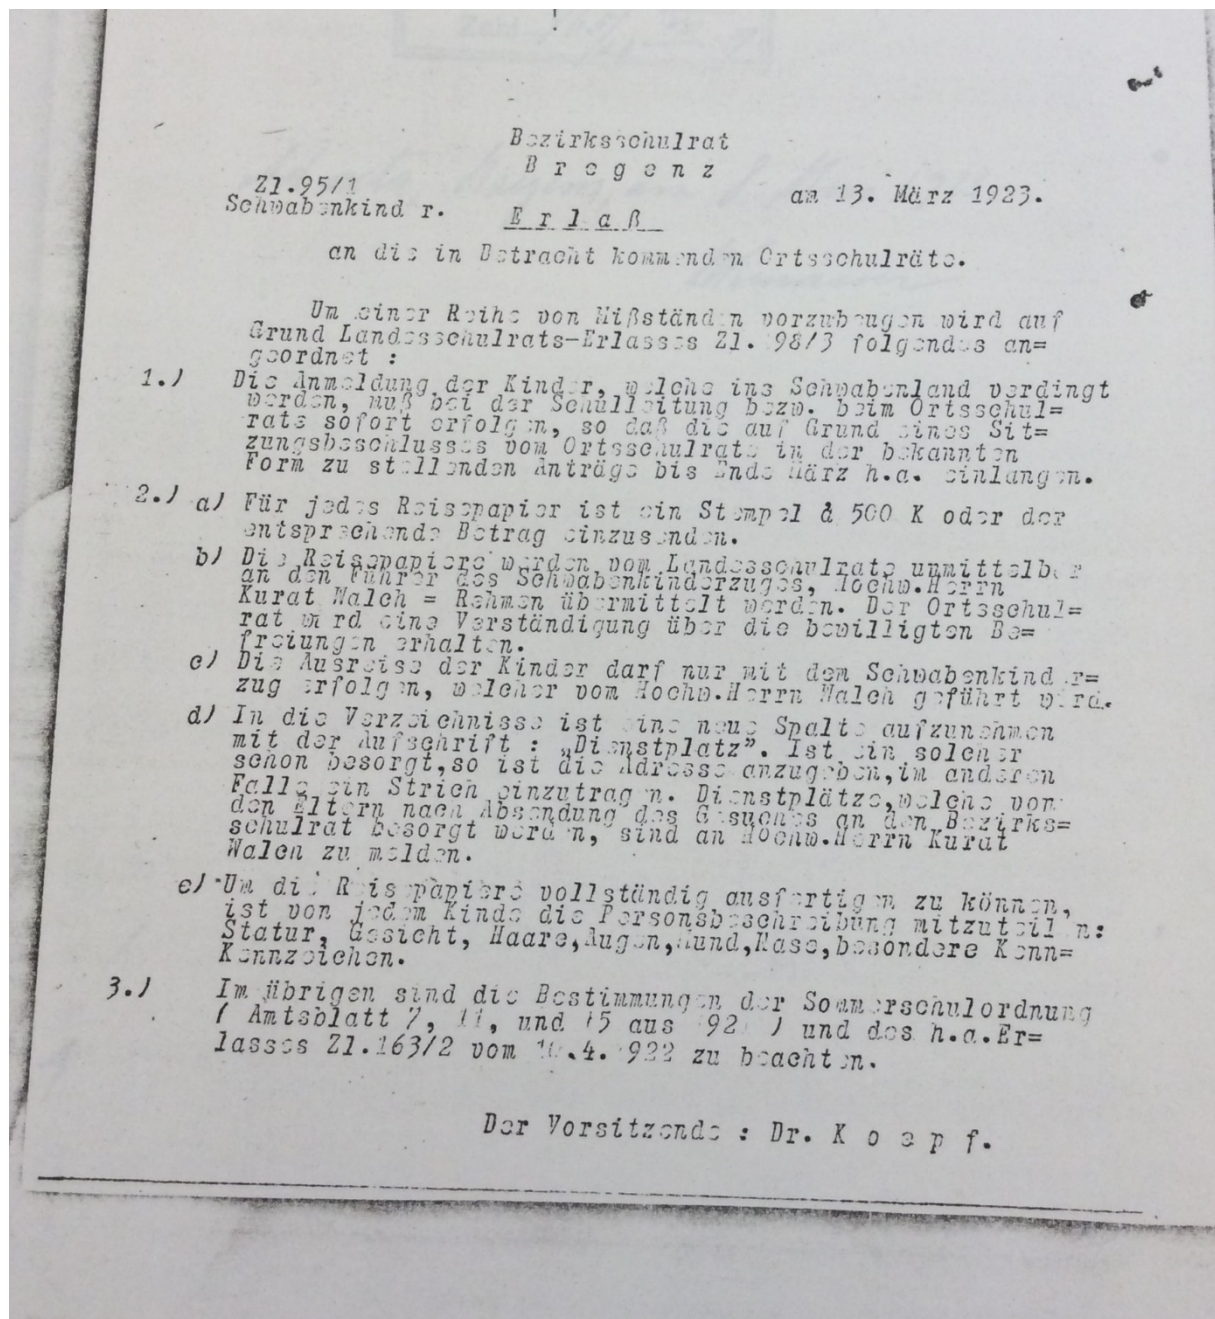 Bezirksschulrat
Bregenz
Zl.95/1
am 13. März 1923.
Schwabenkinder.
Erlaß
an die in Betracht kommenden Ortsschulräte.
Um einer Reihe von Mißständen vorzubeugen wird auf
Grund Landesschulrats-Erlasses Zl. 98/3 folgendes an=
geordnet :
1.) Die Anmeldung der Kinder, welche ins Schwabenland verdingt
werden, muß bei der Schulleitung bezw. beim Ortsschul=
rate sofort erfolgen, so daß die auf Grund eines Sit=
zungsbeschlusses vom Ortsschulrate in der bekannten
Form zu stellenden Anträge bis Ende März h.a. einlangen.
2.) a) Für jedes Reisepapier ist ein Stempel à 500 K oder der
entsprechende Betrag einzusenden.
b) Die Reisepapiere werden vom Landesschulrate unmittelbar
an den Führer des Schwabenkinderzuges, Hochw.Herrn
Kurat Walch = Rehmen übermittelt werden. Der Ortsschul=
rat wird eine Verständigung über die bewilligten Be=
freiungen erhalten.
c) Die Ausreise der Kinder darf nur mit dem Schwabenkinder=
zug erfolgen, welcher vom Hochw.Herrn Walch geführt wird.
d) In die Verzeichnisse ist eine neue Spalte aufzunehmen
mit der Aufschrift : „Dienstplatz”. Ist ein solcher
schon besorgt,so ist die Adresse anzugeben,im anderen
Falle ein Strich einzutragen. Dienstplätze,welche von
den Eltern nach Absendung des Gesuches an den Bezirks=
schulrat besorgt werden, sind an Hochw.Herrn Kurat
Walch zu melden.
e) Um die Reisepapiere vollständig ausfertigen zu können,
ist von jedem Kinde die Personsbeschreibung mitzuteilen:
Statur, Gesicht, Haare,Augen,Mund,Nase,besondere Kenn=
Kennzeichen.
3.) Im übrigen sind die Bestimmungen der Sommerschulordnung
( Amtsblatt 7, 11, und 15 aus ) und des h.a.Er=
lasses Zl.163/2 vom .4. 1922 zu beachten.
Der Vorsitzende : Dr. Koepf.